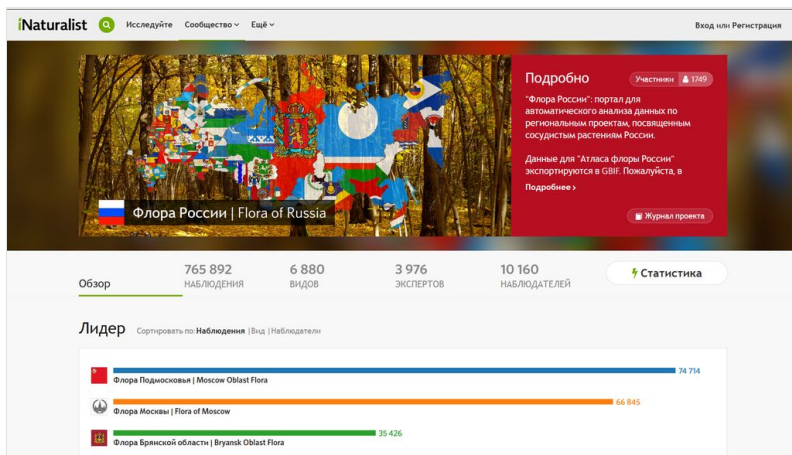 iNaturalist
Исследуйте Сообщество Ещё
Вход или Регистрация
Подробно
Участники 1749
"Флора России": портал для
автоматического анализа данных по
региональным проектам, посвященным
сосудистым растениям России.
Данные для "Атласа флоры России"
экспортируются в GBIF. Пожалуйста, в
Подробнее >
Журнал проекта
Флора России | Flora of Russia
Обзор
765 892
НАБЛЮДЕНИЯ
6 880
ВИДОВ
3 976
ЭКСПЕРТОВ
10 160
НАБЛЮДАТЕЛЕЙ
Статистика
Лидер
Сортировать по: Наблюдения | Вид | Наблюдатели
74 714
Флора Подмосковья | Moscow Oblast Flora
66 845
Флора Москвы | Flora of Moscow
35 426
Флора Брянской области | Bryansk Oblast Flora